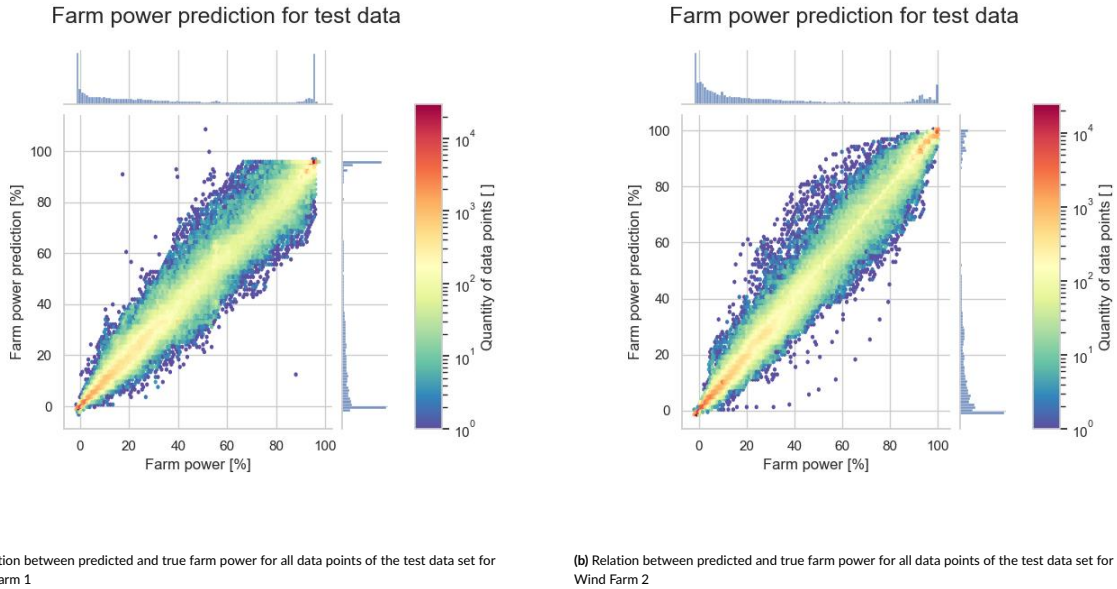 Farm power prediction for test data
100
80
60
40
20
0
Farm power prediction [%]
0 20 40 60 80 100
Farm power [%]
10^4
10^3
10^2
10^1
10^0
Quantity of data points [ ]
tion between predicted and true farm power for all data points of the test data set for
arm 1
Farm power prediction for test data
100
80
60
40
20
0
Farm power prediction [%]
0 20 40 60 80 100
Farm power [%]
10^4
10^3
10^2
10^1
10^0
Quantity of data points [ ]
(b) Relation between predicted and true farm power for all data points of the test data set for
Wind Farm 2